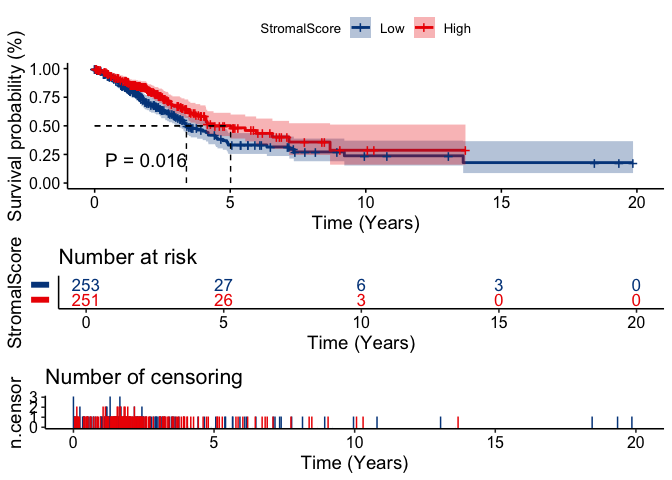 StromalScore Low High
Survival probability (%)
1.00
0.75
0.50
0.25
0.00
P = 0.016
0 5 10 15 20
Time (Years)
Number at risk
StromalScore
253 27 6 3 0
251 26 3 0 0
0 5 10 15 20
Time (Years)
Number of censoring
n.censor
3
2
1
0
0 5 10 15 20
Time (Years)